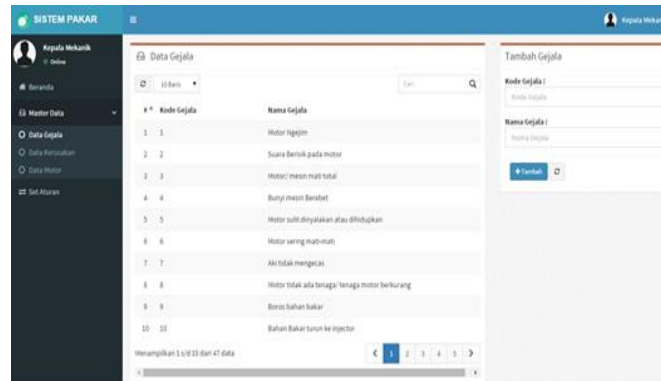 SISTEM PAKAR
Kepala Mekanik
Kepala Mekanik
Online
Beranda
Master Data
Data Gejala
Data Kerusakan
Data Motor
Set Aturan
Data Gejala
10 Baris
Cari
# Kode Gejala Nama Gejala
1 1 Motor Ngejim
2 2 Suara Berisik pada motor
3 3 Motor/ mesin mati total
4 4 Bunyi mesin Berebet
5 5 Motor sulit dinyalakan atau dihidupkan
6 6 Motor sering mati-mati
7 7 Aki tidak mengecas
8 8 Motor tidak ada tenaga/ tenaga motor berkurang
9 9 Boros bahan bakar
10 10 Bahan Bakar turun ke injector
Menampilkan 1 s/d 10 dari 47 data
1 2 3 4 5
Tambah Gejala
Kode Gejala :
Kode Gejala
Nama Gejala :
Nama Gejala
+ Tambah